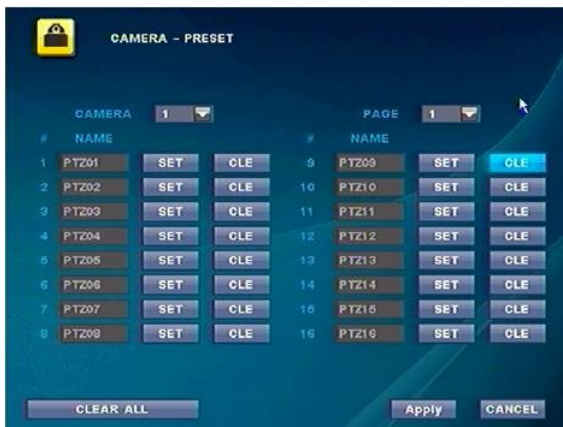 CAMERA - PRESET
CAMERA 1 PAGE 1
# NAME # NAME
1 PTZ01 SET CLE 9 PTZ09 SET CLE
2 PTZ02 SET CLE 10 PTZ10 SET CLE
3 PTZ03 SET CLE 11 PTZ11 SET CLE
4 PTZ04 SET CLE 12 PTZ12 SET CLE
5 PTZ05 SET CLE 13 PTZ13 SET CLE
6 PTZ06 SET CLE 14 PTZ14 SET CLE
7 PTZ07 SET CLE 15 PTZ15 SET CLE
8 PTZ08 SET CLE 16 PTZ16 SET CLE
CLEAR ALL Apply CANCEL